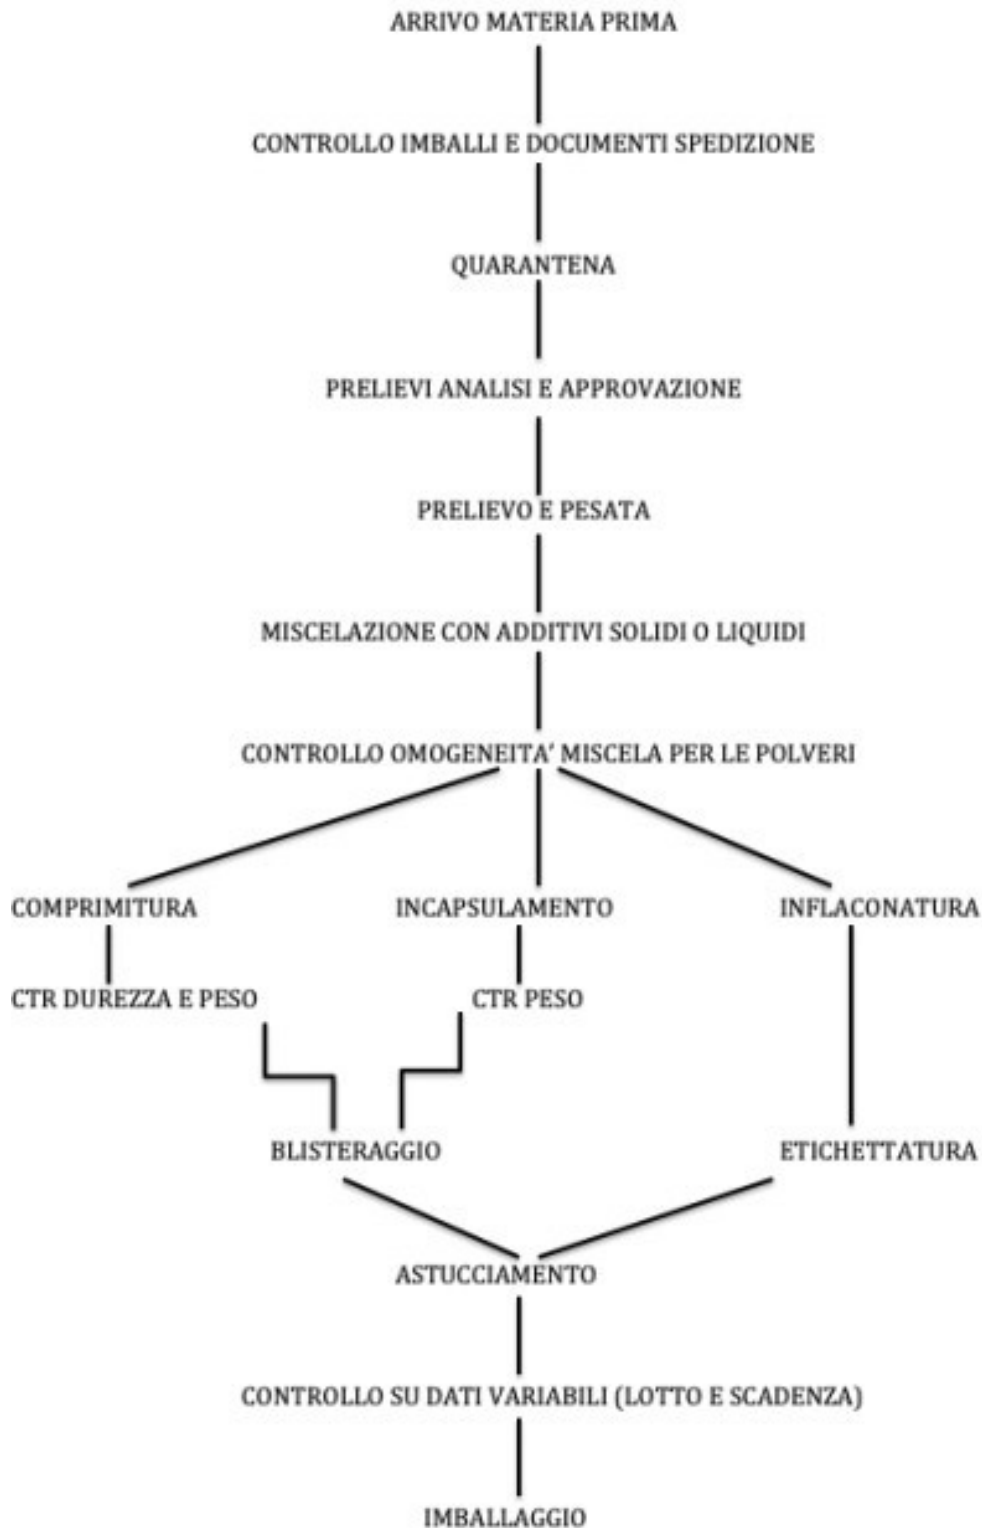 ARRIVO MATERIA PRIMA
CONTROLLO IMBALLI E DOCUMENTI SPEDIZIONE
QUARANTENA
PRELIEVI ANALISI E APPROVAZIONE
PRELIEVO E PESATA
MISCELAZIONE CON ADDITIVI SOLIDI O LIQUIDI
CONTROLLO OMOGENEITA’ MISCELA PER LE POLVERI
COMPRIMITURA
INCAPSULAMENTO
INFLACONATURA
CTR DUREZZA E PESO
CTR PESO
BLISTERAGGIO
ETICHETTATURA
ASTUCCIAMENTO
CONTROLLO SU DATI VARIABILI (LOTTO E SCADENZA)
IMBALLAGGIO